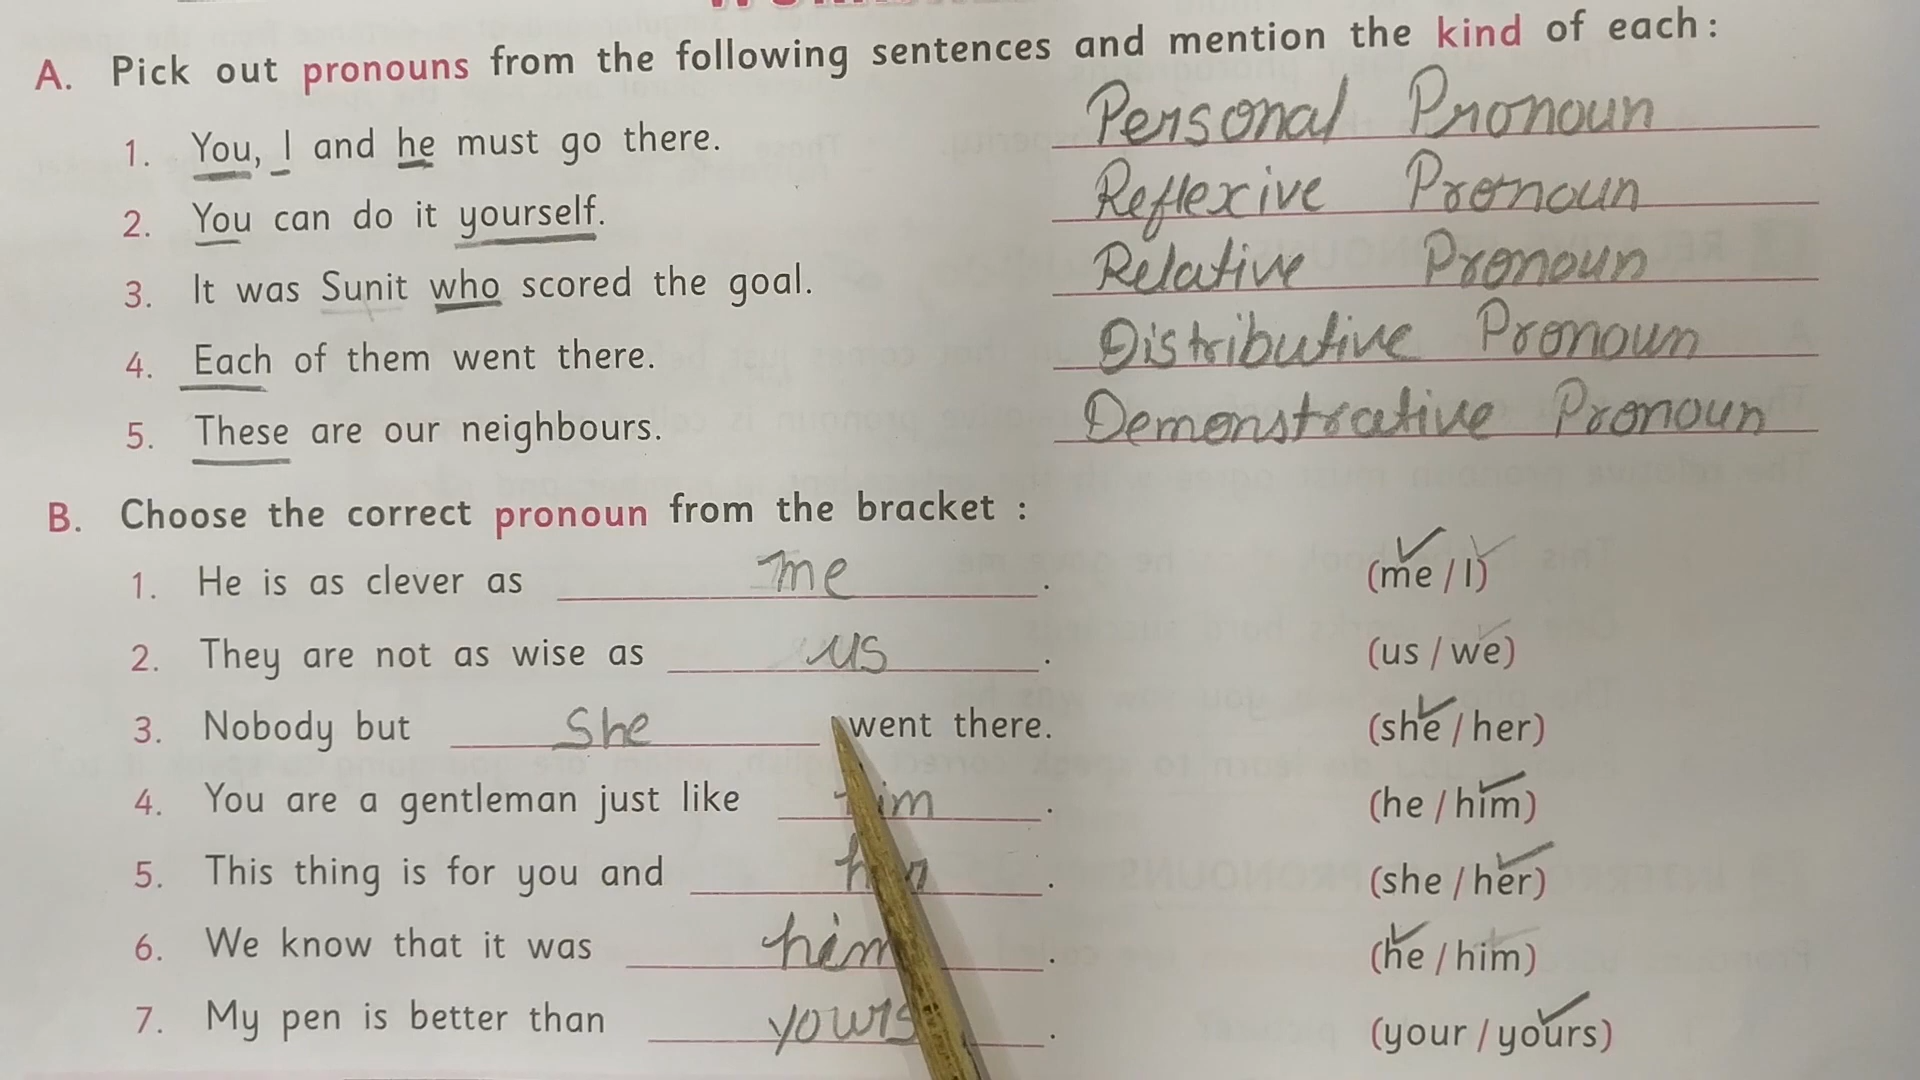 A. Pick out pronouns from the following sentences and mention the kind of each :
1. You, I and he must go there. Personal Pronoun
2. You can do it yourself. Reflexive Pronoun
3. It was Sunit who scored the goal. Relative Pronoun
4. Each of them went there. Distributive Pronoun
5. These are our neighbours. Demonstrative Pronoun
B. Choose the correct pronoun from the bracket :
1. He is as clever as me. (me / I)
2. They are not as wise as us. (us / we)
3. Nobody but She went there. (she / her)
4. You are a gentleman just like him. (he / him)
5. This thing is for you and . (she / her)
6. We know that it was him. (he / him)
7. My pen is better than yours. (your / yours)